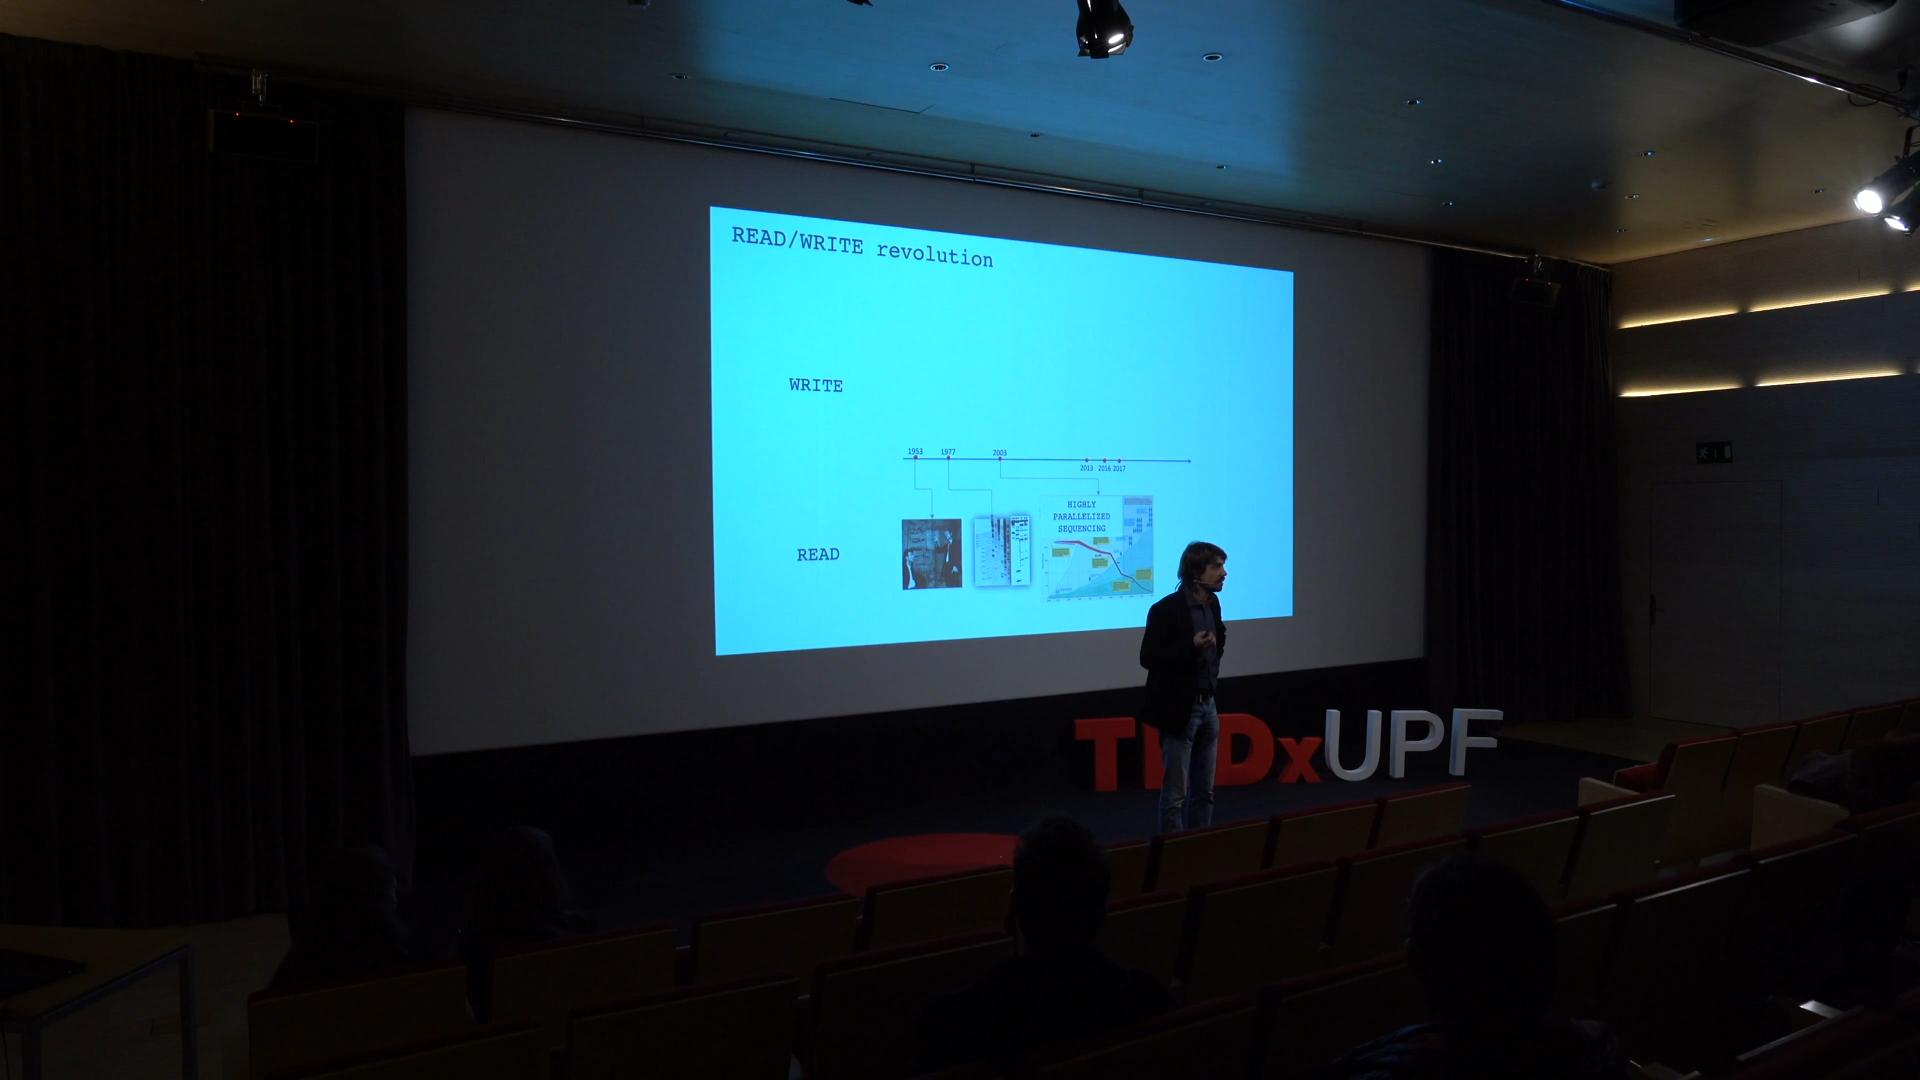 READ/WRITE revolution
WRITE
1953 1977 2003
2013 2016 2017
HIGHLY
PARALLELIZED
SEQUENCING
READ
TEDxUPF